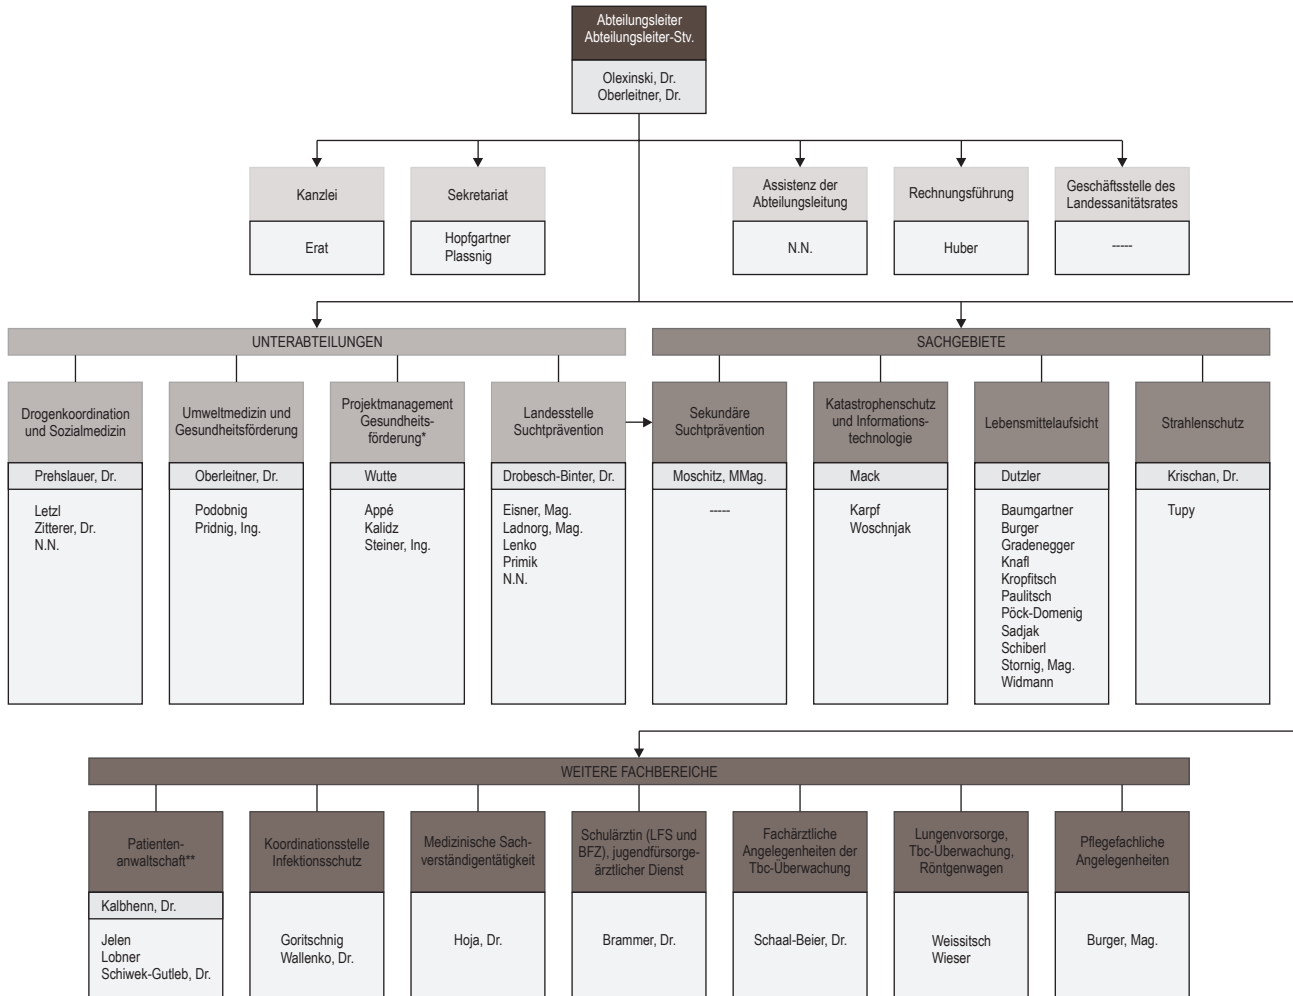 Abteilungsleiter
Abteilungsleiter-Stv.
Olexinski, Dr.
Oberleitner, Dr.
Kanzlei
Erat
Sekretariat
Hopfgartner
Plassnig
Assistenz der
Abteilungsleitung
N.N.
Rechnungsführung
Huber
Geschäftsstelle des
Landessanitätsrates
-----
UNTERABTEILUNGEN
Drogenkoordination
und Sozialmedizin
Prehslauer, Dr.
Letzl
Zitterer, Dr.
N.N.
Umweltmedizin und
Gesundheitsförderung
Oberleitner, Dr.
Podobnig
Pridnig, Ing.
Projektmanagement
Gesundheits-
förderung*
Wutte
Appé
Kalidz
Steiner, Ing.
Landesstelle
Suchtprävention
Drobesch-Binter, Dr.
Eisner, Mag.
Ladnorg, Mag.
Lenko
Primik
N.N.
SACHGEBIETE
Sekundäre
Suchtprävention
Moschitz, MMag.
-----
Katastrophenschutz
und Informations-
technologie
Mack
Karpf
Woschnjak
Lebensmittelaufsicht
Dutzler
Baumgartner
Burger
Gradenegger
Knafl
Kropfitsch
Paulitsch
Pöck-Domenig
Sadjak
Schiberl
Stornig, Mag.
Widmann
Strahlenschutz
Krischan, Dr.
Tupy
WEITERE FACHBEREICHE
Patienten-
anwaltschaft**
Kalbhenn, Dr.
Jelen
Lobner
Schiwek-Gutleb, Dr.
Koordinationsstelle
Infektionsschutz
Goritschnig
Wallenko, Dr.
Medizinische Sach-
verständigentätigkeit
Hoja, Dr.
Schulärztin (LFS und
BFZ), jugendfürsorge-
ärztlicher Dienst
Brammer, Dr.
Fachärztliche
Angelegenheiten der
Tbc-Überwachung
Schaal-Beier, Dr.
Lungenvorsorge,
Tbc-Überwachung,
Röntgenwagen
Weissitsch
Wieser
Pflegefachliche
Angelegenheiten
Burger, Mag.